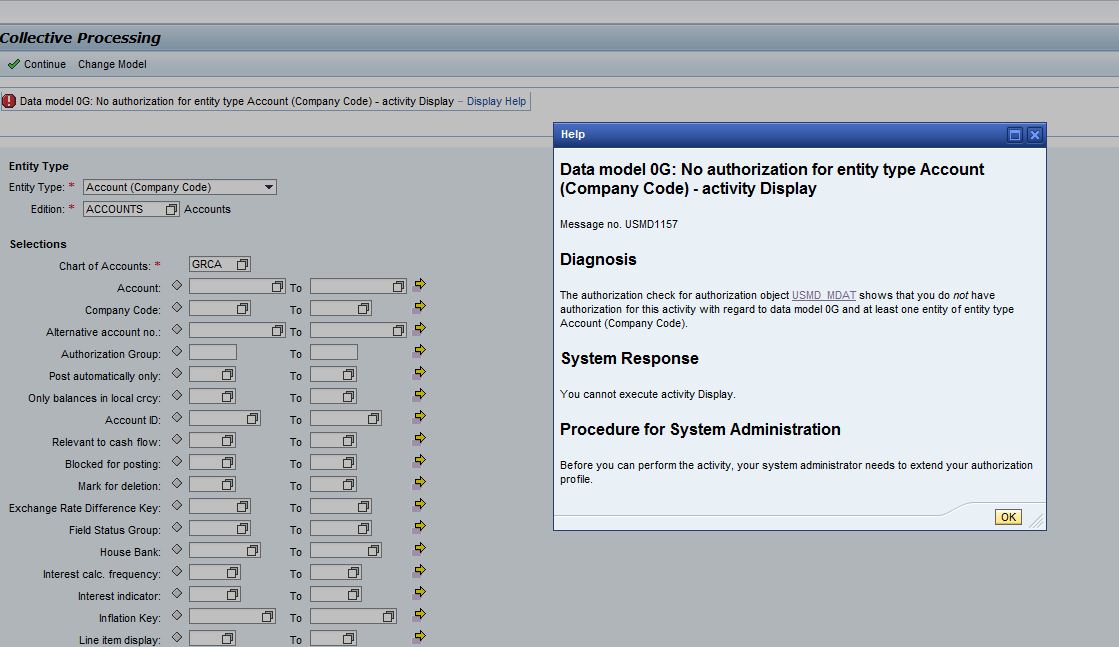 Collective Processing
Continue Change Model
Data model 0G: No authorization for entity type Account (Company Code) - activity Display - Display Help
Entity Type
Entity Type: * Account (Company Code)
Edition: * ACCOUNTS Accounts
Selections
Chart of Accounts: * GRCA
Account: To
Company Code: To
Alternative account no.: To
Authorization Group: To
Post automatically only: To
Only balances in local crcy: To
Account ID: To
Relevant to cash flow: To
Blocked for posting: To
Mark for deletion: To
Exchange Rate Difference Key: To
Field Status Group: To
House Bank: To
Interest calc. frequency: To
Interest indicator: To
Inflation Key: To
Line item display: To
Help
Data model 0G: No authorization for entity type Account
(Company Code) - activity Display
Message no. USMD1157
Diagnosis
The authorization check for authorization object USMD_MDAT shows that you do not have
authorization for this activity with regard to data model 0G and at least one entity of entity type
Account (Company Code).
System Response
You cannot execute activity Display.
Procedure for System Administration
Before you can perform the activity, your system administrator needs to extend your authorization
profile.
OK